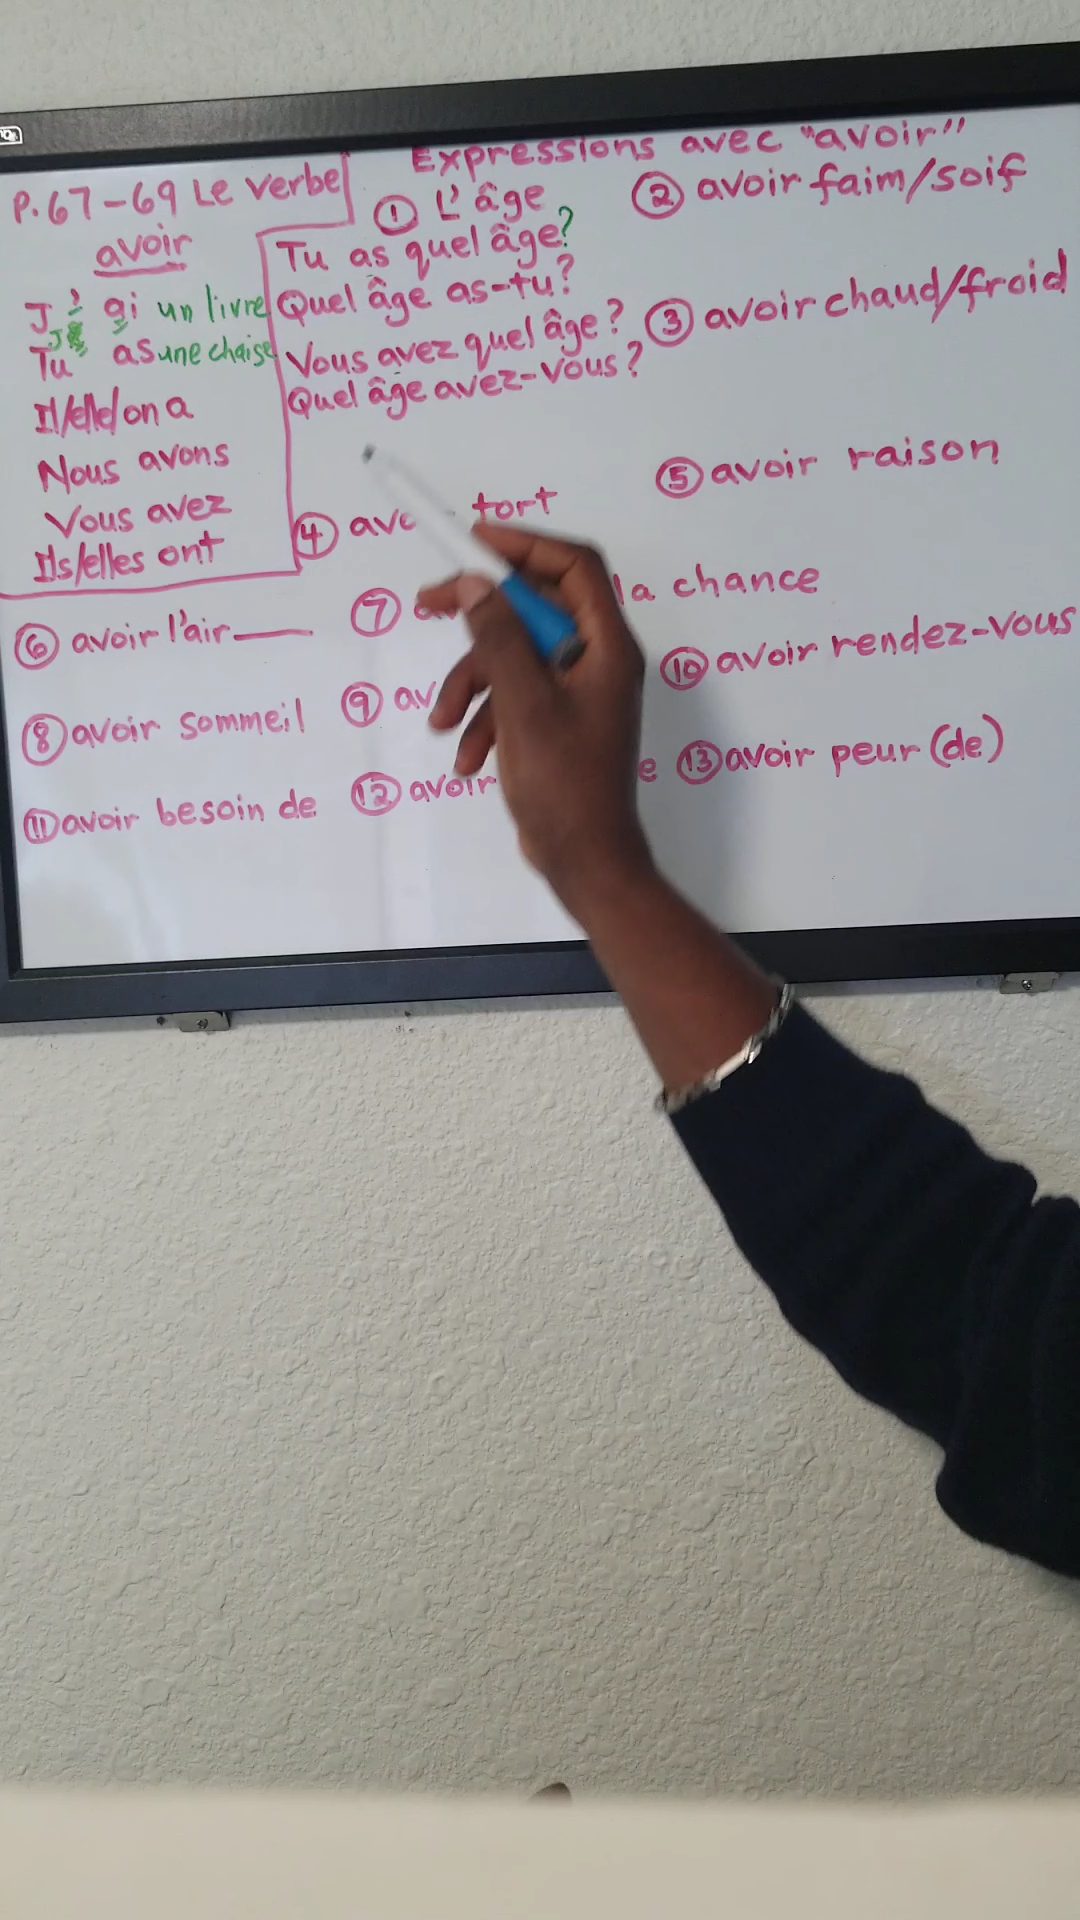 P. 67-69 Le verbe
avoir
J'ai un livre
J'
Tu as une chaise
Il/elle/on a
Nous avons
Vous avez
Ils/elles ont
Expressions avec "avoir"
① L'âge
Tu as quel âge?
Quel âge as-tu?
Vous avez quel âge?
Quel âge avez-vous?
② avoir faim/soif
③ avoir chaud/froid
④ tort
⑤ avoir raison
⑥ avoir l'air ___
⑦ la chance
⑧ avoir sommeil
⑨ av
⑩ avoir rendez-vous
⑪ avoir besoin de
⑫ avoir e
⑬ avoir peur (de)